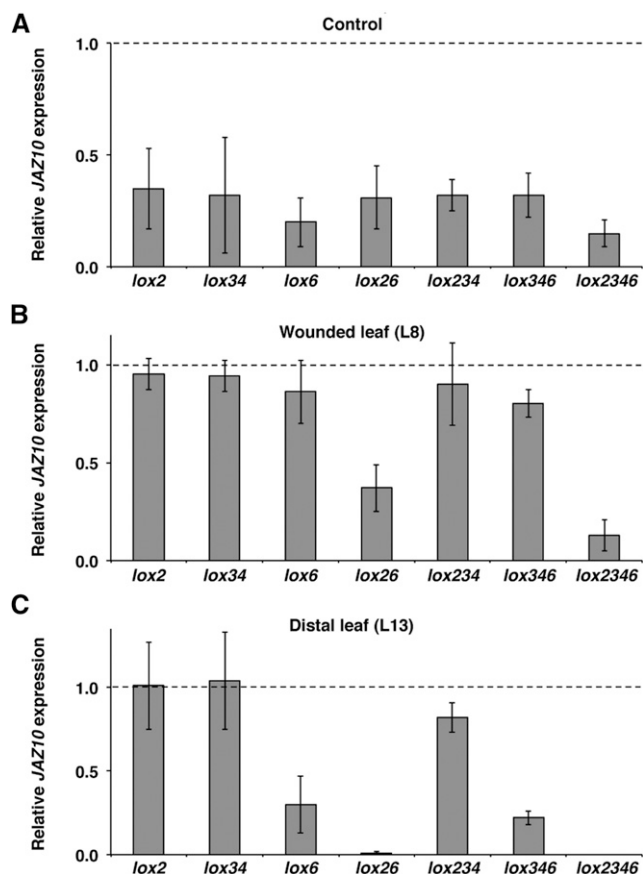 A
Control
Relative JAZ10 expression
1.0
0.5
0.0
lox2 lox34 lox6 lox26 lox234 lox346 lox2346
B
Wounded leaf (L8)
Relative JAZ10 expression
1.0
0.5
0.0
lox2 lox34 lox6 lox26 lox234 lox346 lox2346
C
Distal leaf (L13)
Relative JAZ10 expression
1.0
0.5
0.0
lox2 lox34 lox6 lox26 lox234 lox346 lox2346